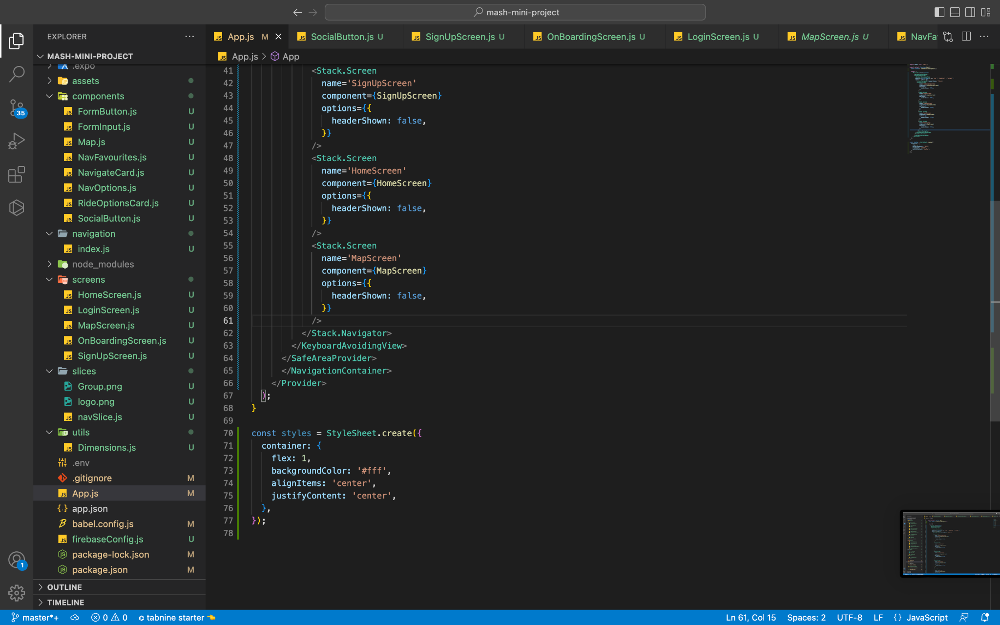 mash-mini-project
EXPLORER
MASH-MINI-PROJECT
.expo
assets
components
FormButton.js U
FormInput.js U
Map.js U
NavFavourites.js U
NavigateCard.js U
NavOptions.js U
RideOptionsCard.js U
SocialButton.js U
navigation
index.js U
node_modules
screens
HomeScreen.js U
LoginScreen.js U
MapScreen.js U
OnBoardingScreen.js U
SignUpScreen.js U
slices
Group.png U
logo.png U
navSlice.js U
utils
Dimensions.js U
.env
.gitignore M
App.js M
app.json
babel.config.js M
firebaseConfig.js U
package-lock.json M
package.json M
OUTLINE
TIMELINE
35
1
App.js M
SocialButton.js U
SignUpScreen.js U
OnBoardingScreen.js U
LoginScreen.js U
MapScreen.js U
NavFa
App.js > App
41 <Stack.Screen
42 name='SignUpScreen'
43 component={SignUpScreen}
44 options={{
45 headerShown: false,
46 }}
47 />
48 <Stack.Screen
49 name='HomeScreen'
50 component={HomeScreen}
51 options={{
52 headerShown: false,
53 }}
54 />
55 <Stack.Screen
56 name='MapScreen'
57 component={MapScreen}
58 options={{
59 headerShown: false,
60 }}
61 />
62 </Stack.Navigator>
63 </KeyboardAvoidingView>
64 </SafeAreaProvider>
65 </NavigationContainer>
66 </Provider>
67 );
68 }
69
70 const styles = StyleSheet.create({
71 container: {
72 flex: 1,
73 backgroundColor: '#fff',
74 alignItems: 'center',
75 justifyContent: 'center',
76 },
77 });
78
master*+ 0 0 tabnine starter Ln 61, Col 15 Spaces: 2 UTF-8 LF {} JavaScript